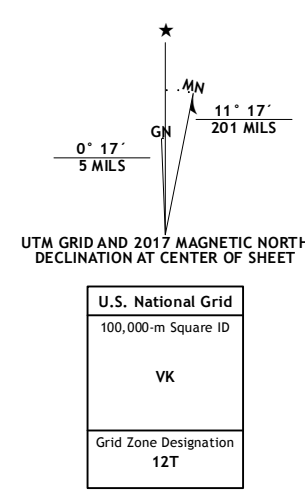 MN
GN
11° 17´
201 MILS
0° 17´
5 MILS
UTM GRID AND 2017 MAGNETIC NORTH
DECLINATION AT CENTER OF SHEET
U.S. National Grid
100,000-m Square ID
VK
Grid Zone Designation
12T